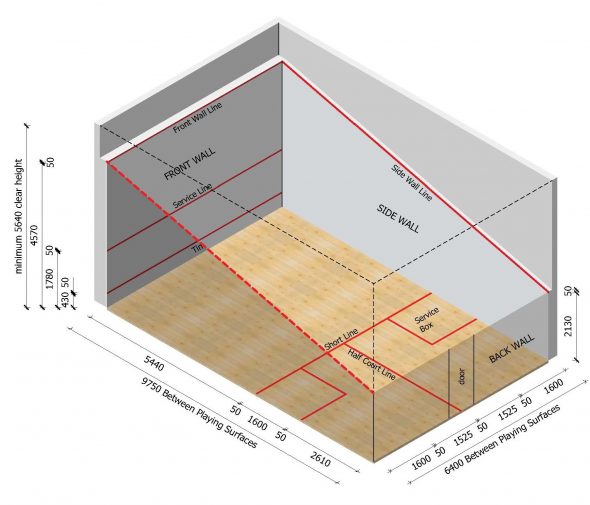 Front Wall Line
FRONT WALL
Service Line
Tin
Side Wall Line
SIDE WALL
Service
Box
Short Line
Half Court Line
door
BACK WALL
minimum 5640 clear height
4570
50
1780
50
430
50
50
2130
5440
50
1600
50
2610
9750 Between Playing Surfaces
1600
50
1525
50
1525
50
1600
6400 Between Playing Surfaces